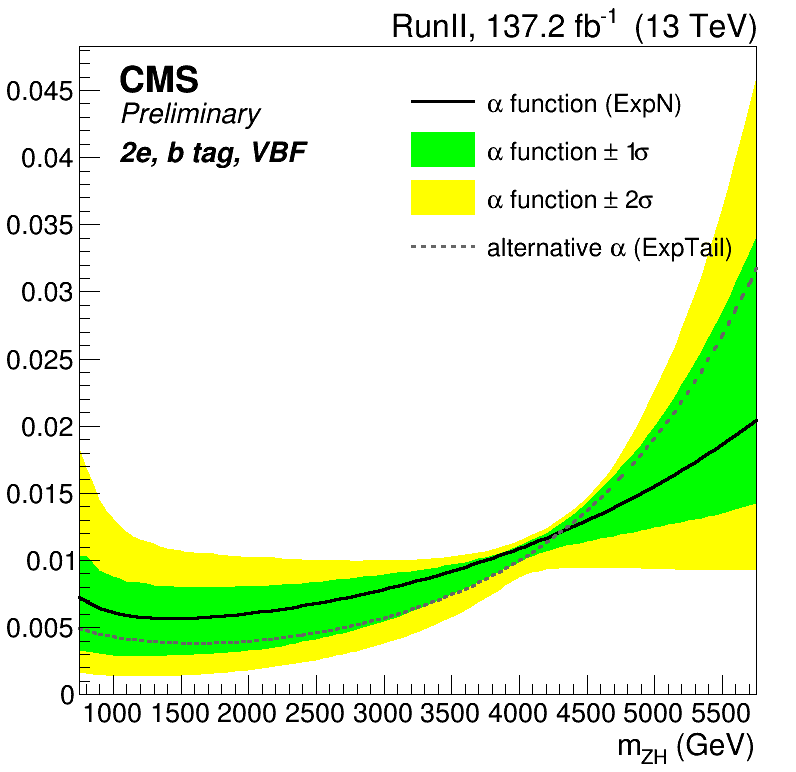 RunII, 137.2 fb⁻¹ (13 TeV)
CMS
Preliminary
2e, b tag, VBF
α function (ExpN)
α function ± 1σ
α function ± 2σ
alternative α (ExpTail)
0.045
0.04
0.035
0.03
0.025
0.02
0.015
0.01
0.005
0
1000 1500 2000 2500 3000 3500 4000 4500 5000 5500
m_ZH (GeV)